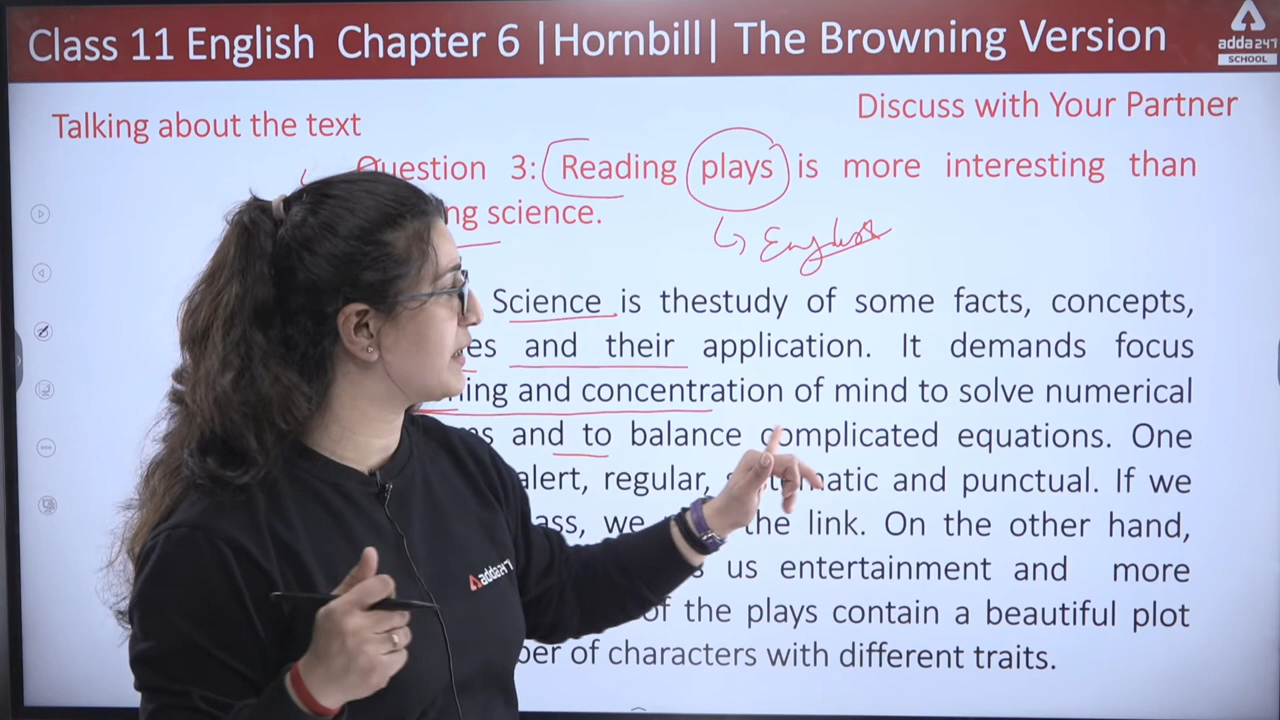 Class 11 English Chapter 6 |Hornbill| The Browning Version
adda247
SCHOOL
Discuss with Your Partner
Talking about the text
Question 3: Reading plays is more interesting than
ng science.
English
Science is thestudy of some facts, concepts,
es and their application. It demands focus
ning and concentration of mind to solve numerical
ms and to balance complicated equations. One
alert, regular, and punctual. If we
ass, we the link. On the other hand,
us entertainment and more
of the plays contain a beautiful plot
ber of characters with different traits.
adda247